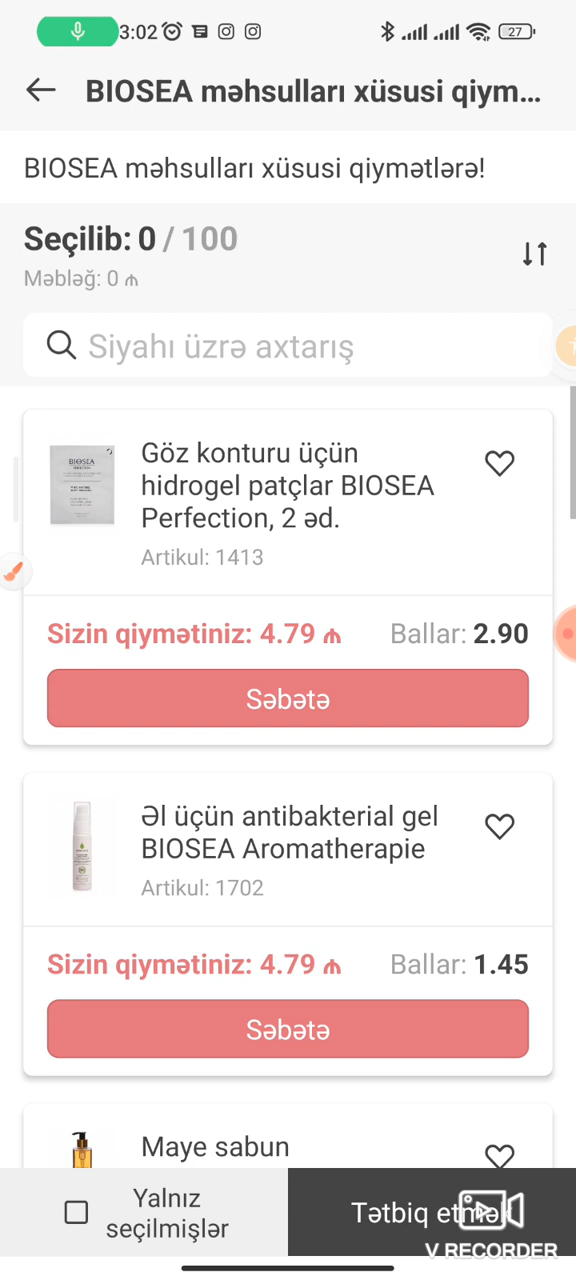 3:02
27
BIOSEA məhsulları xüsusi qiym...
BIOSEA məhsulları xüsusi qiymətlərə!
Seçilib: 0 / 100
Məbləğ: 0 ₼
Siyahı üzrə axtarış
BIOSEA
Göz konturu üçün
hidrogel patçlar BIOSEA
Perfection, 2 əd.
Artikul: 1413
Sizin qiymətiniz: 4.79 ₼ Ballar: 2.90
Səbətə
Əl üçün antibakterial gel
BIOSEA Aromatherapie
Artikul: 1702
Sizin qiymətiniz: 4.79 ₼ Ballar: 1.45
Səbətə
Maye sabun
Yalnız
seçilmişlər
Tətbiq etmək
V RECORDER